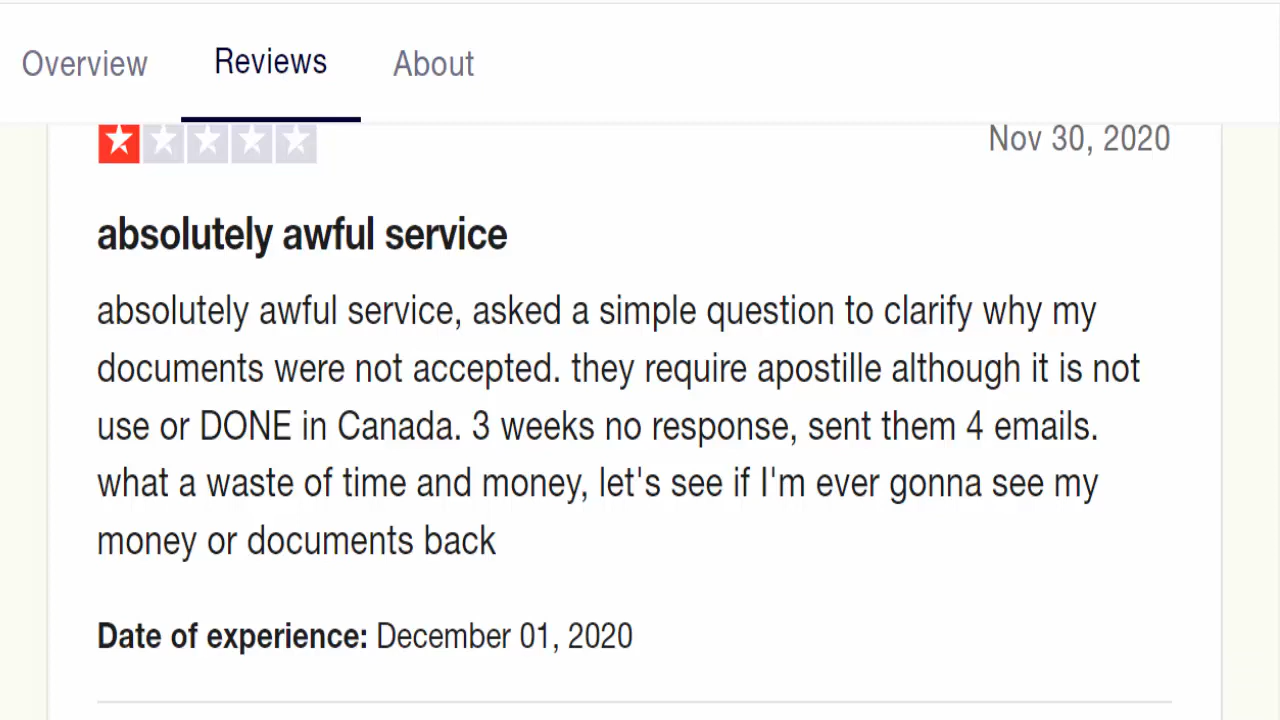 Overview Reviews About
Nov 30, 2020
absolutely awful service
absolutely awful service, asked a simple question to clarify why my
documents were not accepted. they require apostille although it is not
use or DONE in Canada. 3 weeks no response, sent them 4 emails.
what a waste of time and money, let's see if I'm ever gonna see my
money or documents back
Date of experience: December 01, 2020